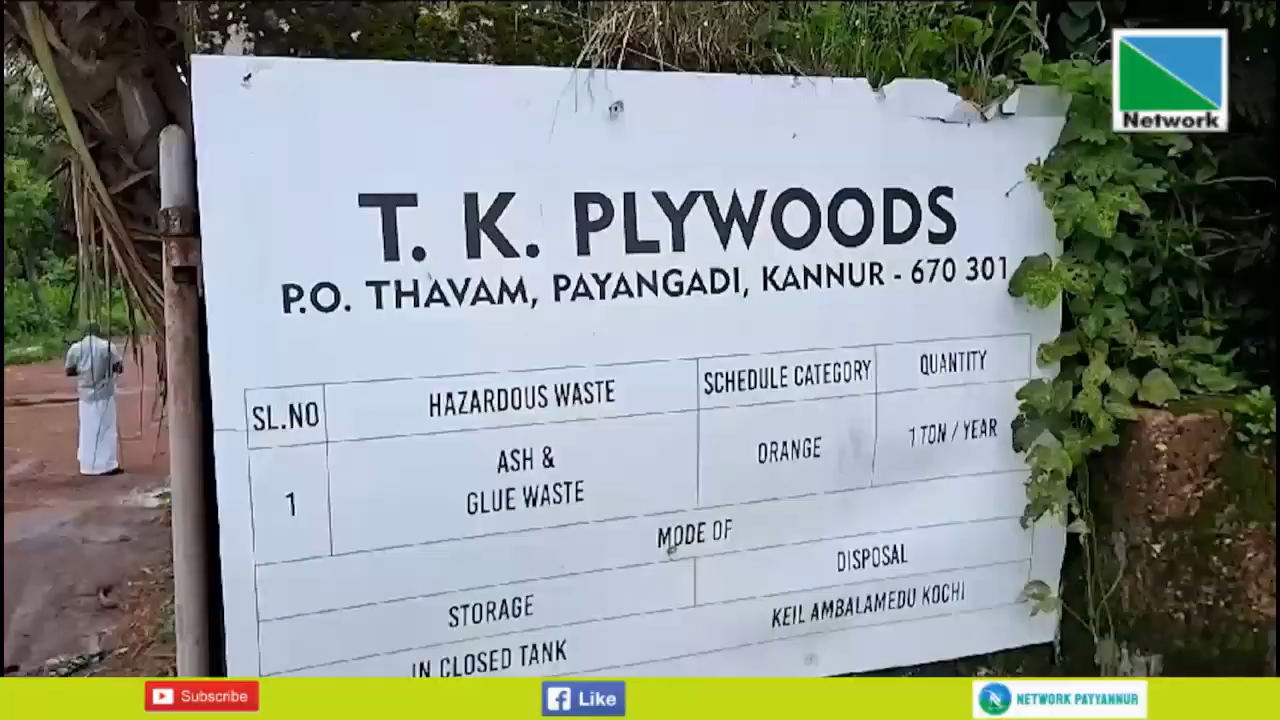 Network
T. K. PLYWOODS
P.O. THAVAM, PAYANGADI, KANNUR - 670 301
SL.NO HAZARDOUS WASTE SCHEDULE CATEGORY QUANTITY
1 ASH & GLUE WASTE ORANGE 1 TON / YEAR
MODE OF
STORAGE DISPOSAL
IN CLOSED TANK KEIL AMBALAMEDU KOCHI
Subscribe Like NETWORK PAYYANNUR